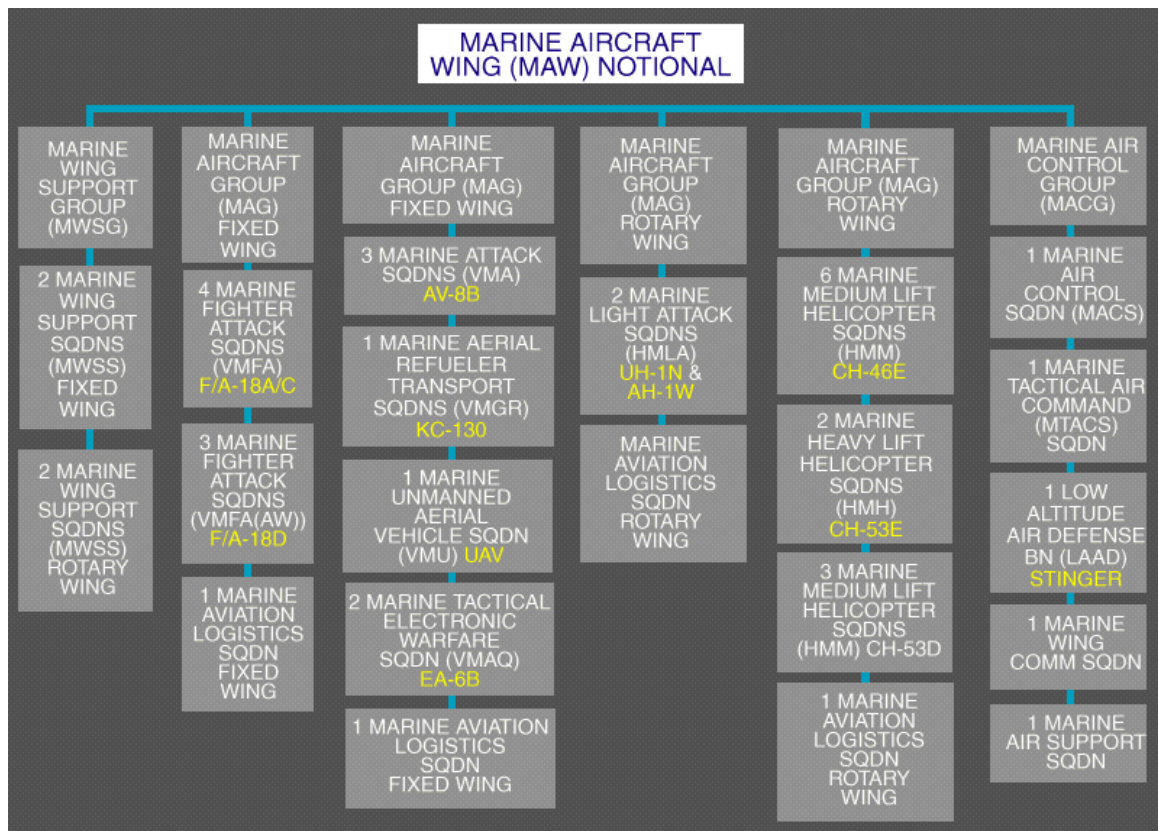 MARINE AIRCRAFT
WING (MAW) NOTIONAL
MARINE
WING
SUPPORT
GROUP
(MWSG)
2 MARINE
WING
SUPPORT
SQDNS
(MWSS)
FIXED
WING
2 MARINE
WING
SUPPORT
SQDNS
(MWSS)
ROTARY
WING
MARINE
AIRCRAFT
GROUP
(MAG)
FIXED
WING
4 MARINE
FIGHTER
ATTACK
SQDNS
(VMFA)
F/A-18A/C
3 MARINE
FIGHTER
ATTACK
SQDNS
(VMFA(AW))
F/A-18D
1 MARINE
AVIATION
LOGISTICS
SQDN
FIXED
WING
MARINE
AIRCRAFT
GROUP (MAG)
FIXED WING
3 MARINE ATTACK
SQDNS (VMA)
AV-8B
1 MARINE AERIAL
REFUELER
TRANSPORT
SQDNS (VMGR)
KC-130
1 MARINE
UNMANNED
AERIAL
VEHICLE SQDN
(VMU) UAV
2 MARINE TACTICAL
ELECTRONIC
WARFARE
SQDN (VMAQ)
EA-6B
1 MARINE AVIATION
LOGISTICS
SQDN
FIXED WING
MARINE
AIRCRAFT
GROUP
(MAG)
ROTARY
WING
2 MARINE
LIGHT ATTACK
SQDNS
(HMLA)
UH-1N &
AH-1W
MARINE
AVIATION
LOGISTICS
SQDN
ROTARY
WING
MARINE
AIRCRAFT
GROUP (MAG)
ROTARY
WING
6 MARINE
MEDIUM LIFT
HELICOPTER
SQDNS
(HMM)
CH-46E
2 MARINE
HEAVY LIFT
HELICOPTER
SQDNS
(HMH)
CH-53E
3 MARINE
MEDIUM LIFT
HELICOPTER
SQDNS
(HMM) CH-53D
1 MARINE
AVIATION
LOGISTICS
SQDN
ROTARY
WING
MARINE AIR
CONTROL
GROUP
(MACG)
1 MARINE
AIR
CONTROL
SQDN (MACS)
1 MARINE
TACTICAL AIR
COMMAND
(MTACS)
SQDN
1 LOW
ALTITUDE
AIR DEFENSE
BN (LAAD)
STINGER
1 MARINE
WING
COMM SQDN
1 MARINE
AIR SUPPORT
SQDN